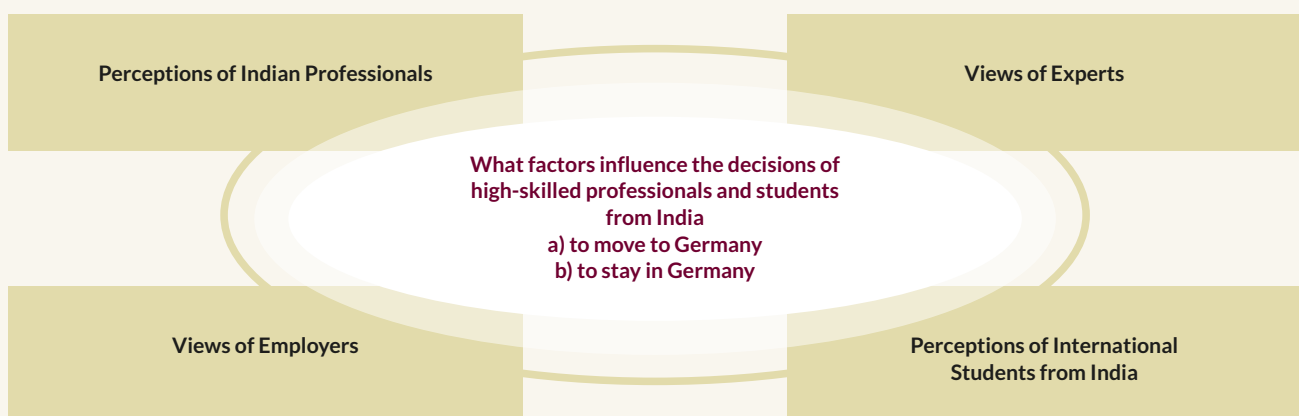 Perceptions of Indian Professionals
Views of Experts
What factors influence the decisions of
high-skilled professionals and students
from India
a) to move to Germany
b) to stay in Germany
Views of Employers
Perceptions of International
Students from India